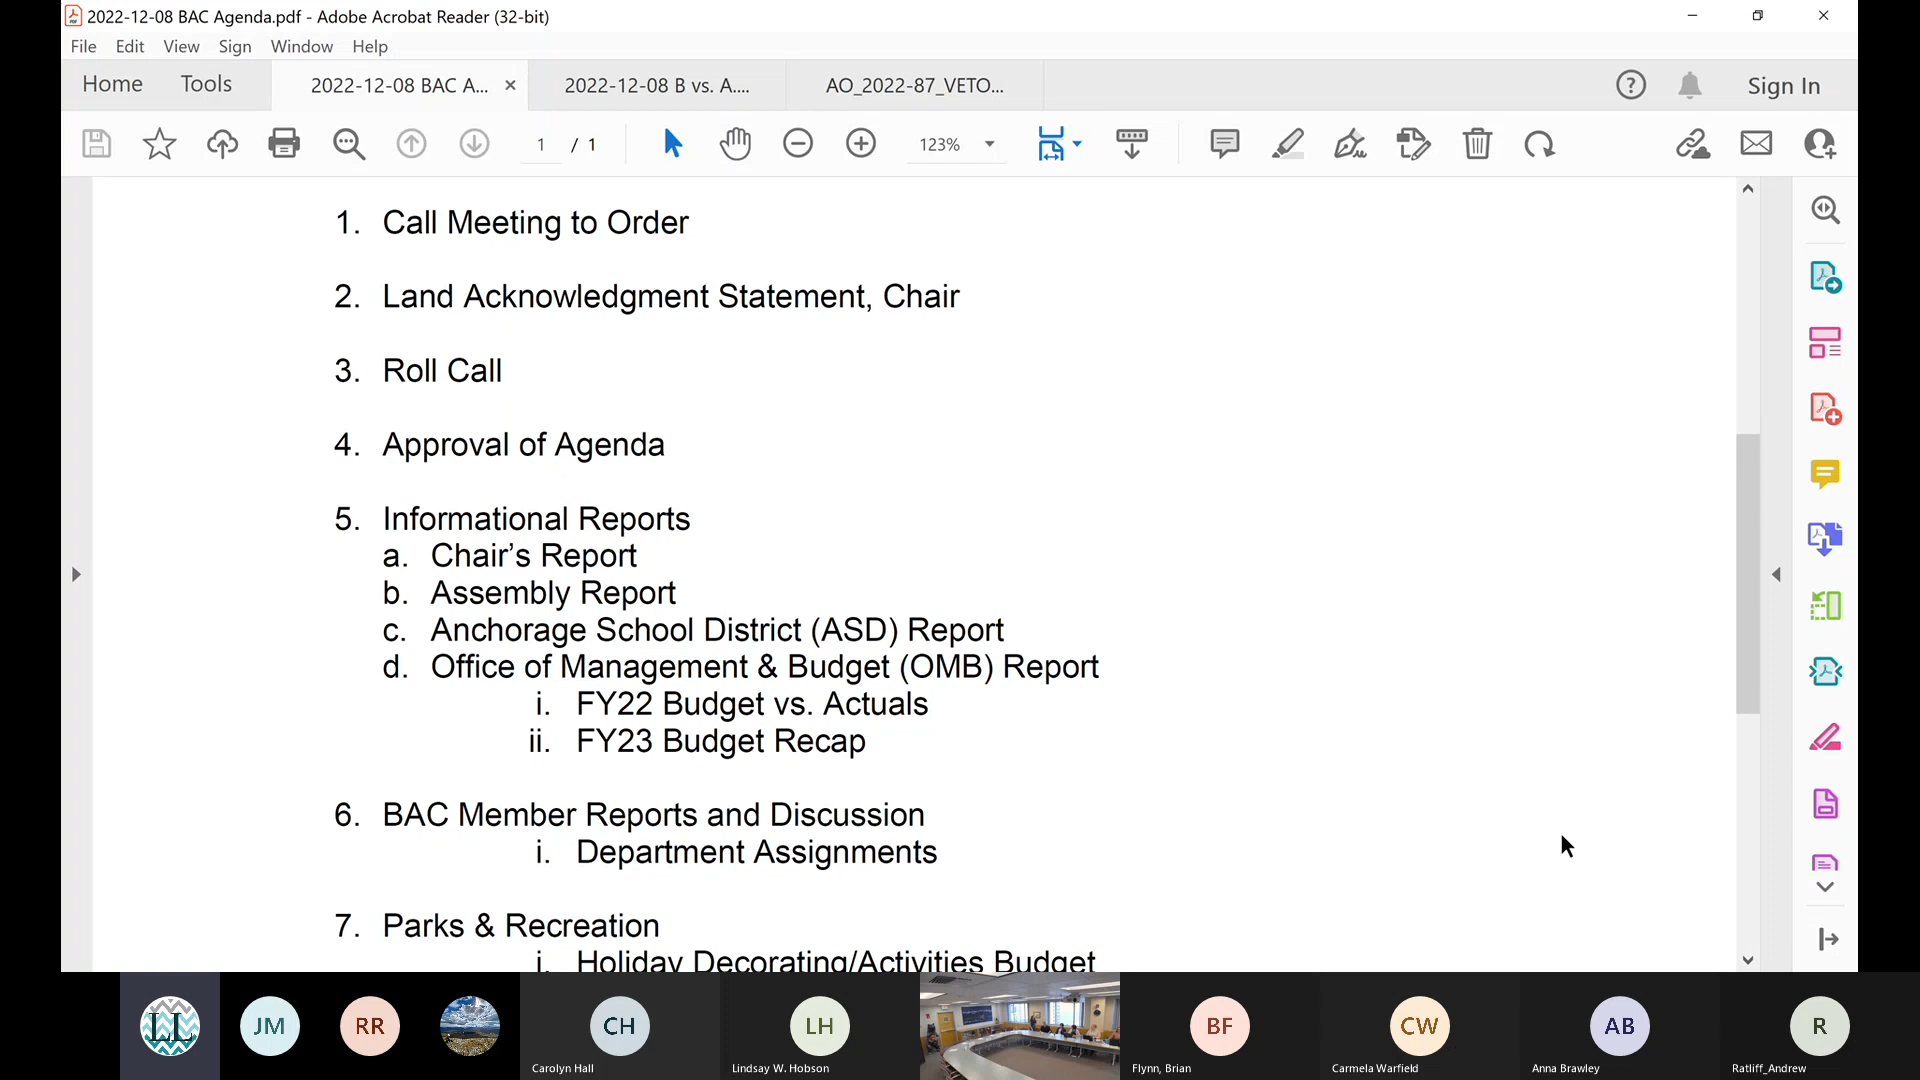 2022-12-08 BAC Agenda.pdf - Adobe Acrobat Reader (32-bit)
File Edit View Sign Window Help
Home Tools 2022-12-08 BAC A... 2022-12-08 B vs. A.... AO_2022-87_VETO... Sign In
1 / 1 123%
1. Call Meeting to Order
2. Land Acknowledgment Statement, Chair
3. Roll Call
4. Approval of Agenda
5. Informational Reports
a. Chair’s Report
b. Assembly Report
c. Anchorage School District (ASD) Report
d. Office of Management & Budget (OMB) Report
i. FY22 Budget vs. Actuals
ii. FY23 Budget Recap
6. BAC Member Reports and Discussion
i. Department Assignments
7. Parks & Recreation
i. Holiday Decorating/Activities Budget
LL JM RR CH LH BF CW AB R
Carolyn Hall Lindsay W. Hobson Flynn, Brian Carmela Warfield Anna Brawley Ratliff_Andrew